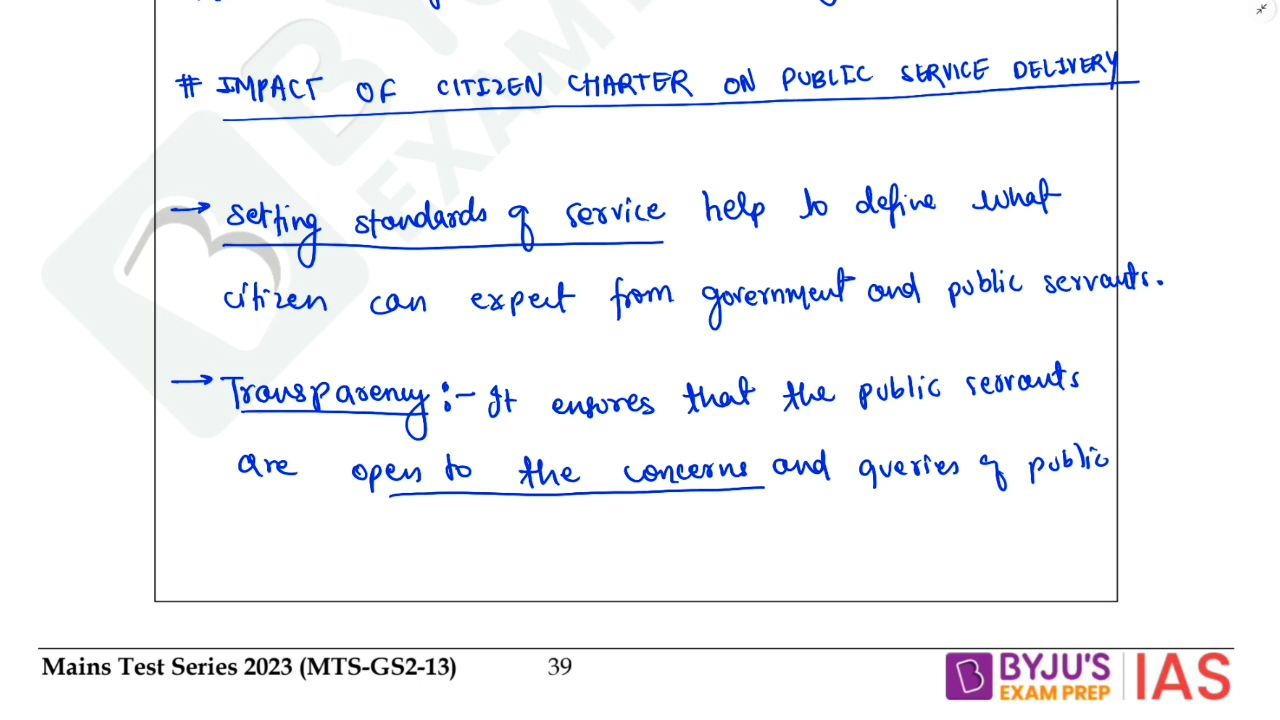 # IMPACT OF CITIZEN CHARTER ON PUBLIC SERVICE DELIVERY
→ Setting standards of service help to define what
citizen can expect from government and public servants.
→ Transparency :- It ensures that the public servants
are open to the concerns and queries of public
Mains Test Series 2023 (MTS-GS2-13) 39
BYJU'S EXAM PREP | IAS